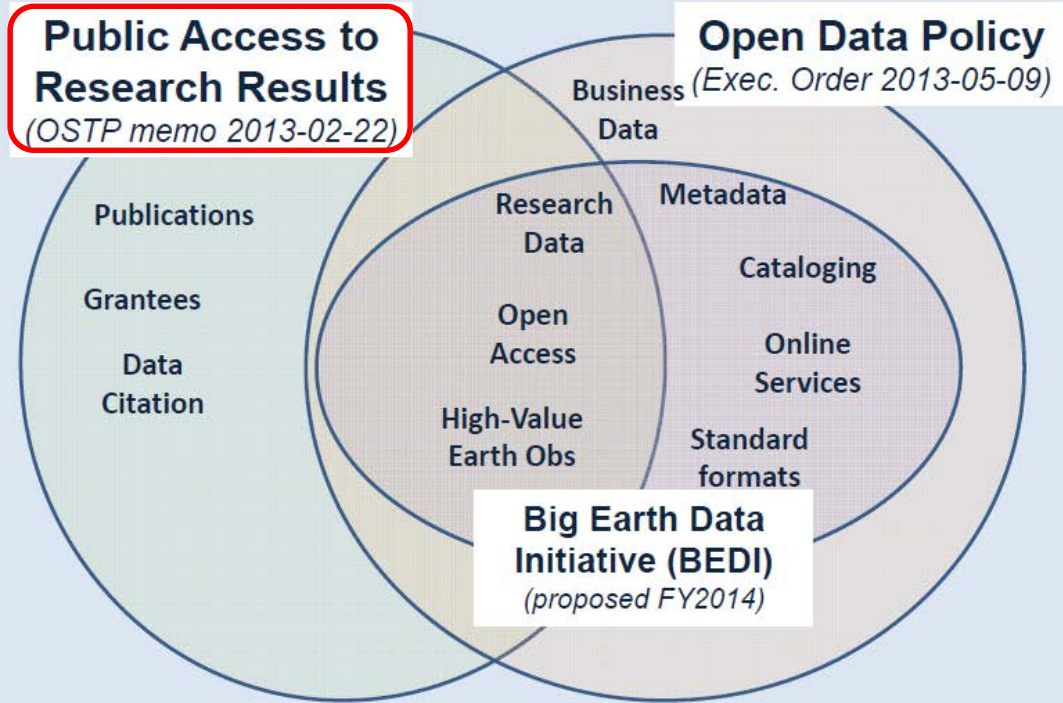 Public Access to
Research Results
(OSTP memo 2013-02-22)
Open Data Policy
(Exec. Order 2013-05-09)
Business
Data
Publications
Grantees
Data
Citation
Research
Data
Open
Access
High-Value
Earth Obs
Metadata
Cataloging
Online
Services
Standard
formats
Big Earth Data
Initiative (BEDI)
(proposed FY2014)